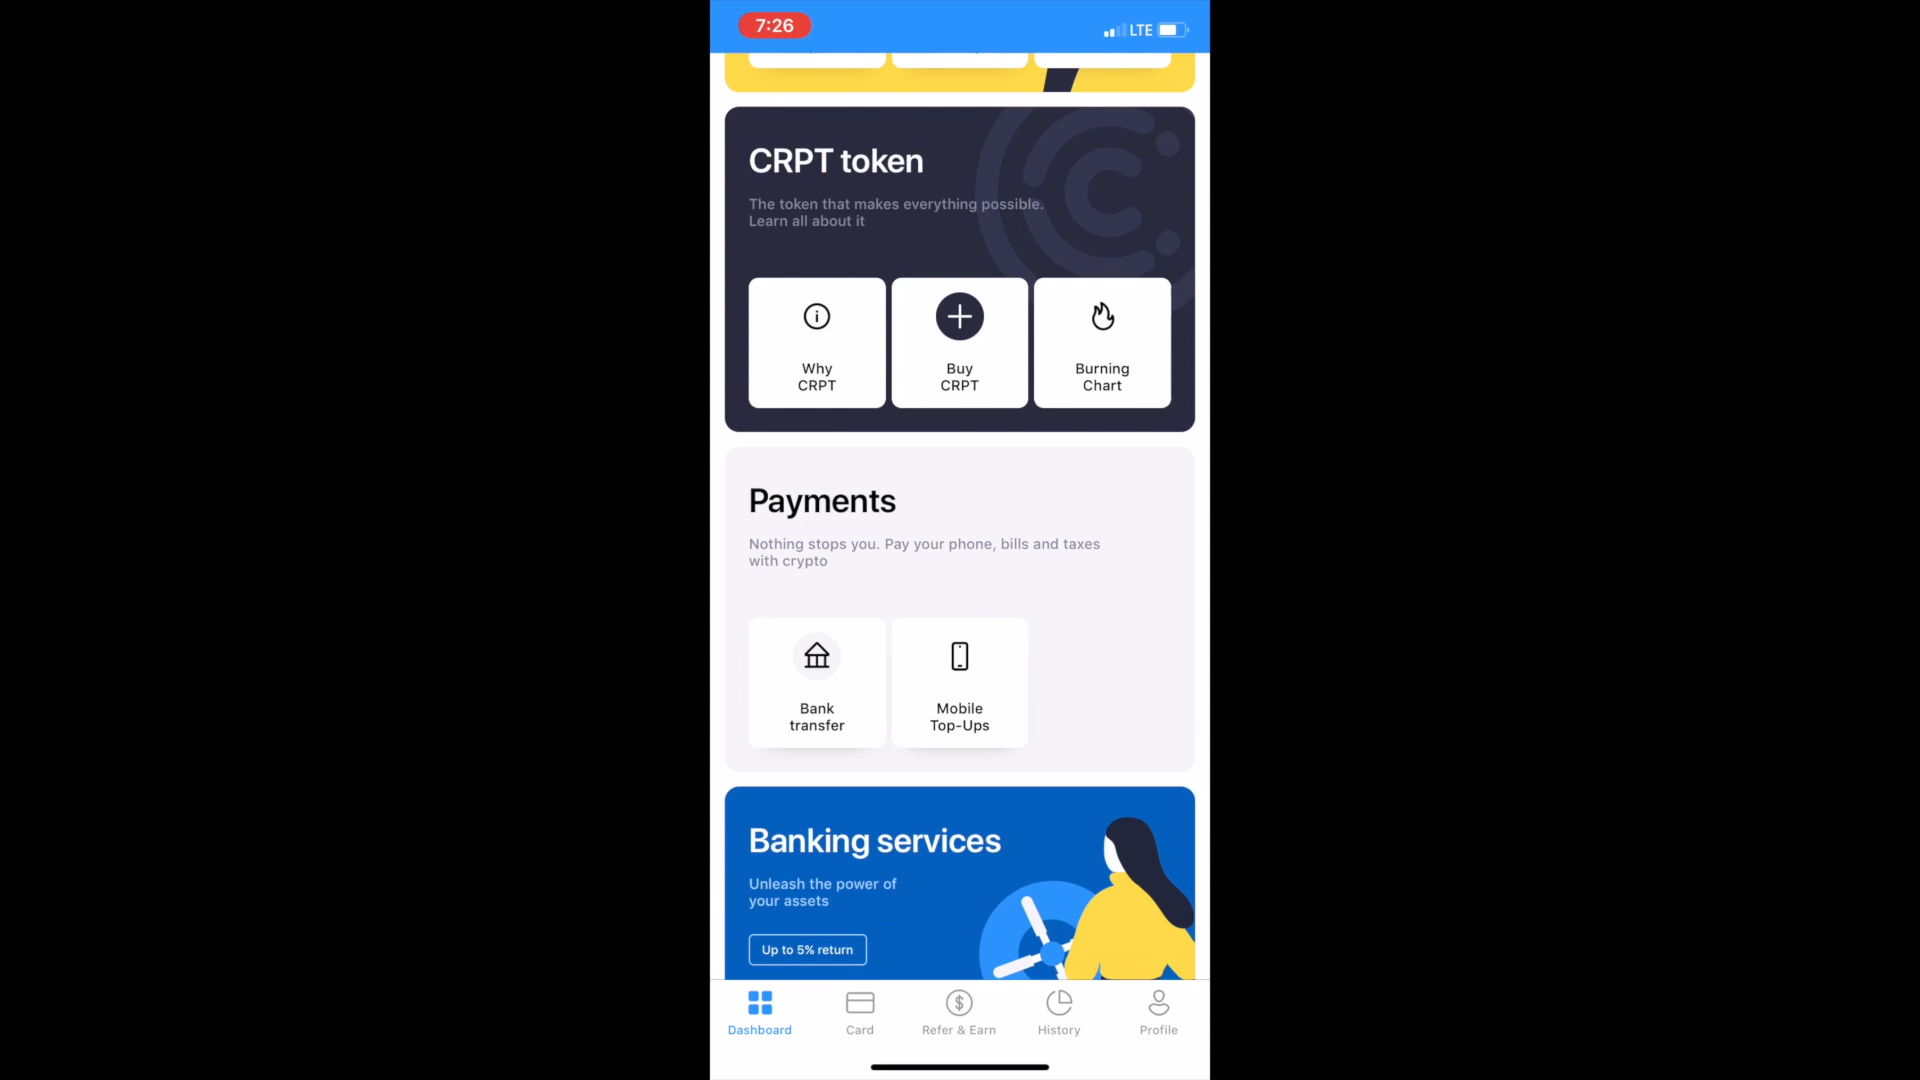 7:26
LTE
CRPT token
The token that makes everything possible.
Learn all about it
Why
CRPT
Buy
CRPT
Burning
Chart
Payments
Nothing stops you. Pay your phone, bills and taxes
with crypto
Bank
transfer
Mobile
Top-Ups
Banking services
Unleash the power of
your assets
Up to 5% return
Dashboard
Card
Refer & Earn
History
Profile